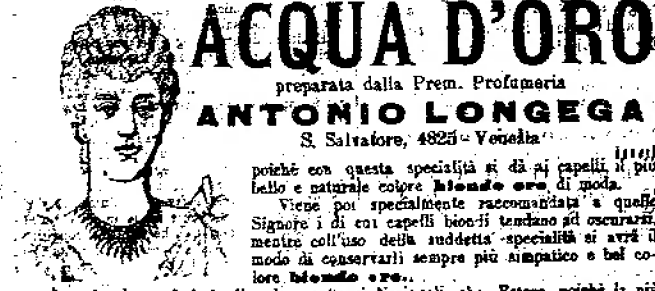 ACQUA D'ORO
preparata dalla Prem. Profumeria
ANTONIO LONGEGA
S. Salvatore, 4825 - Venezia
poichè con questa specialità si dà ai capelli il più
bello e naturale colore biondo oro di moda.
Viene poi specialmente raccomandata a quelle
Signore i di cui capelli biondi tendano ad oscurarsi
mentre coll'uso della suddetta specialità si avrà il
modo di conservarli sempre più simpatico e bel co-
lore biondo oro.